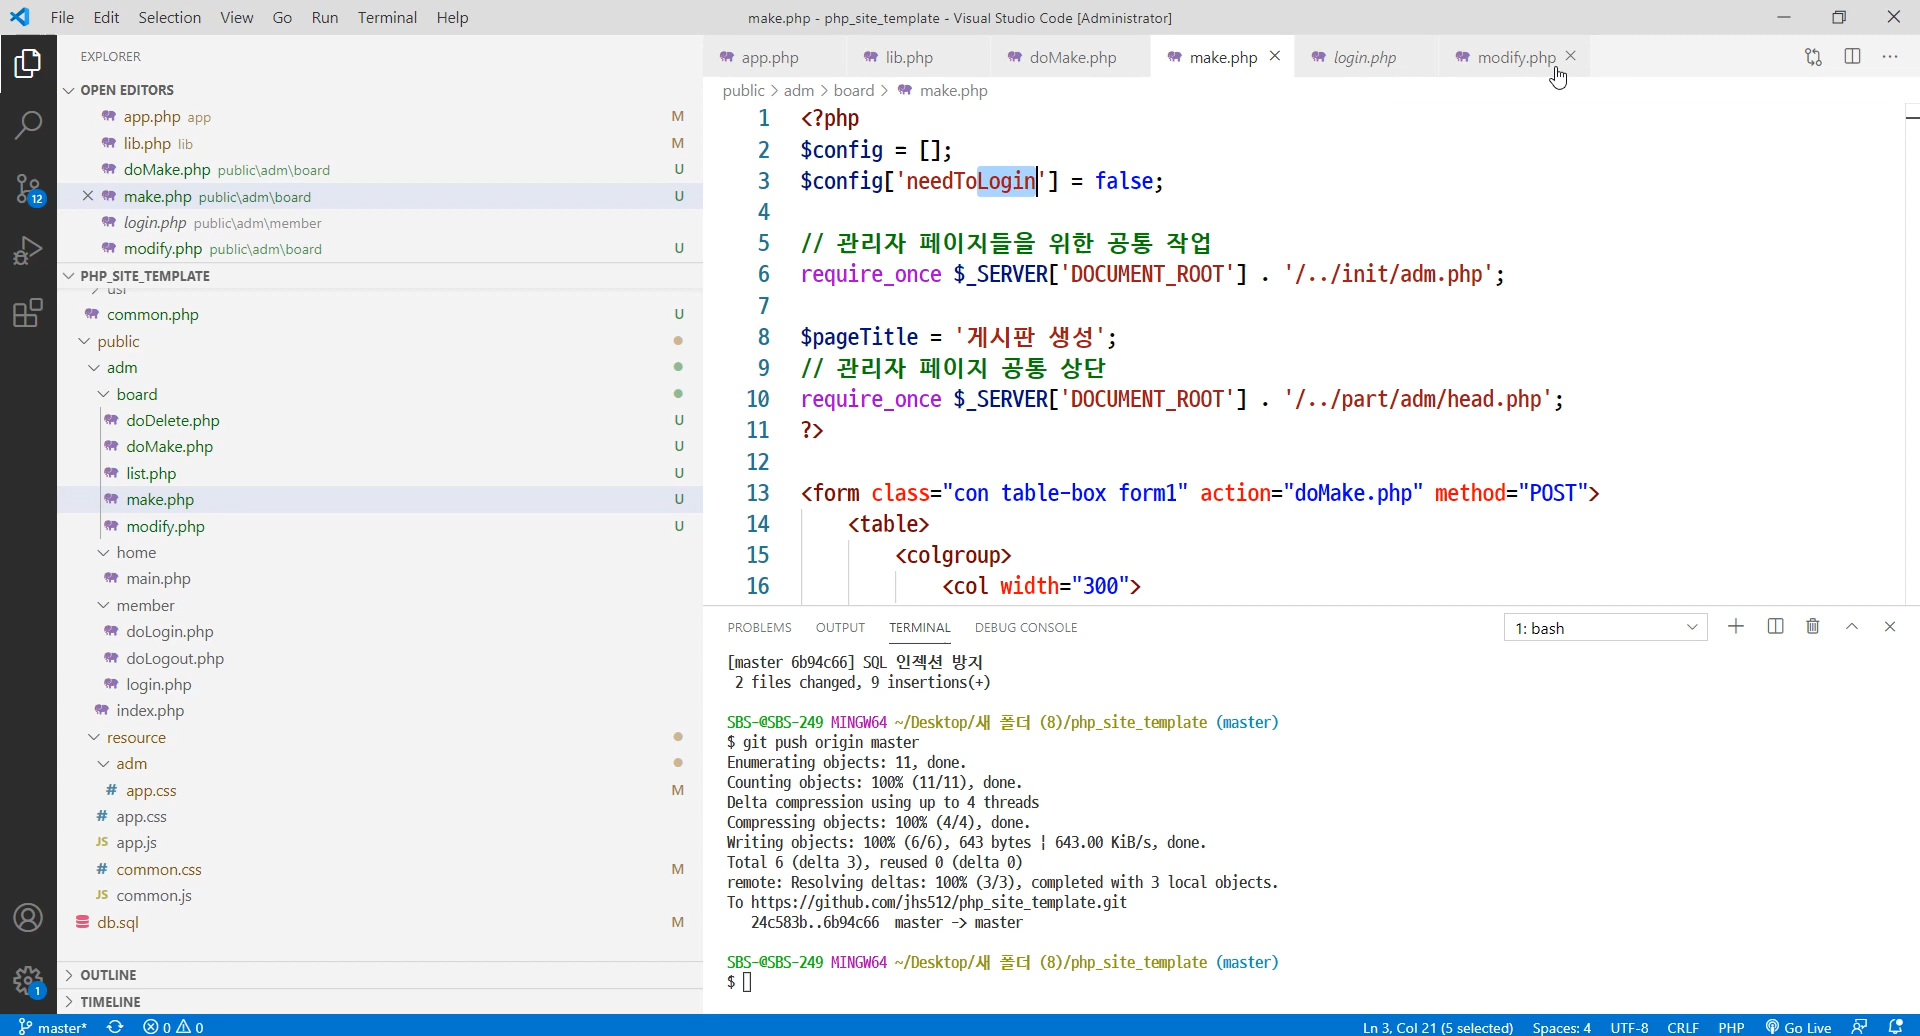 File Edit Selection View Go Run Terminal Help
make.php - php_site_template - Visual Studio Code [Administrator]
EXPLORER
OPEN EDITORS
app.php app M
lib.php lib M
doMake.php public\adm\board U
make.php public\adm\board U
login.php public\adm\member
modify.php public\adm\board U
PHP_SITE_TEMPLATE
usr
common.php U
public
adm
board
doDelete.php U
doMake.php U
list.php U
make.php U
modify.php U
home
main.php
member
doLogin.php
doLogout.php
login.php
index.php
resource
adm
# app.css M
# app.css
JS app.js
# common.css M
JS common.js
db.sql M
OUTLINE
TIMELINE
12
1
app.php lib.php doMake.php make.php login.php modify.php
public > adm > board > make.php
1 <?php
2 $config = [];
3 $config['needToLogin'] = false;
4
5 // 관리자 페이지들을 위한 공통 작업
6 require_once $_SERVER['DOCUMENT_ROOT'] . '/../init/adm.php';
7
8 $pageTitle = '게시판 생성';
9 // 관리자 페이지 공통 상단
10 require_once $_SERVER['DOCUMENT_ROOT'] . '/../part/adm/head.php';
11 ?>
12
13 <form class="con table-box form1" action="doMake.php" method="POST">
14 <table>
15 <colgroup>
16 <col width="300">
PROBLEMS OUTPUT TERMINAL DEBUG CONSOLE
1: bash
[master 6b94c66] SQL 인젝션 방지
2 files changed, 9 insertions(+)
SBS-@SBS-249 MINGW64 ~/Desktop/새 폴더 (8)/php_site_template (master)
$ git push origin master
Enumerating objects: 11, done.
Counting objects: 100% (11/11), done.
Delta compression using up to 4 threads
Compressing objects: 100% (4/4), done.
Writing objects: 100% (6/6), 643 bytes ¦ 643.00 KiB/s, done.
Total 6 (delta 3), reused 0 (delta 0)
remote: Resolving deltas: 100% (3/3), completed with 3 local objects.
To https://github.com/jhs512/php_site_template.git
24c583b..6b94c66 master -> master
SBS-@SBS-249 MINGW64 ~/Desktop/새 폴더 (8)/php_site_template (master)
$
master* 0 0 Ln 3, Col 21 (5 selected) Spaces: 4 UTF-8 CRLF PHP Go Live